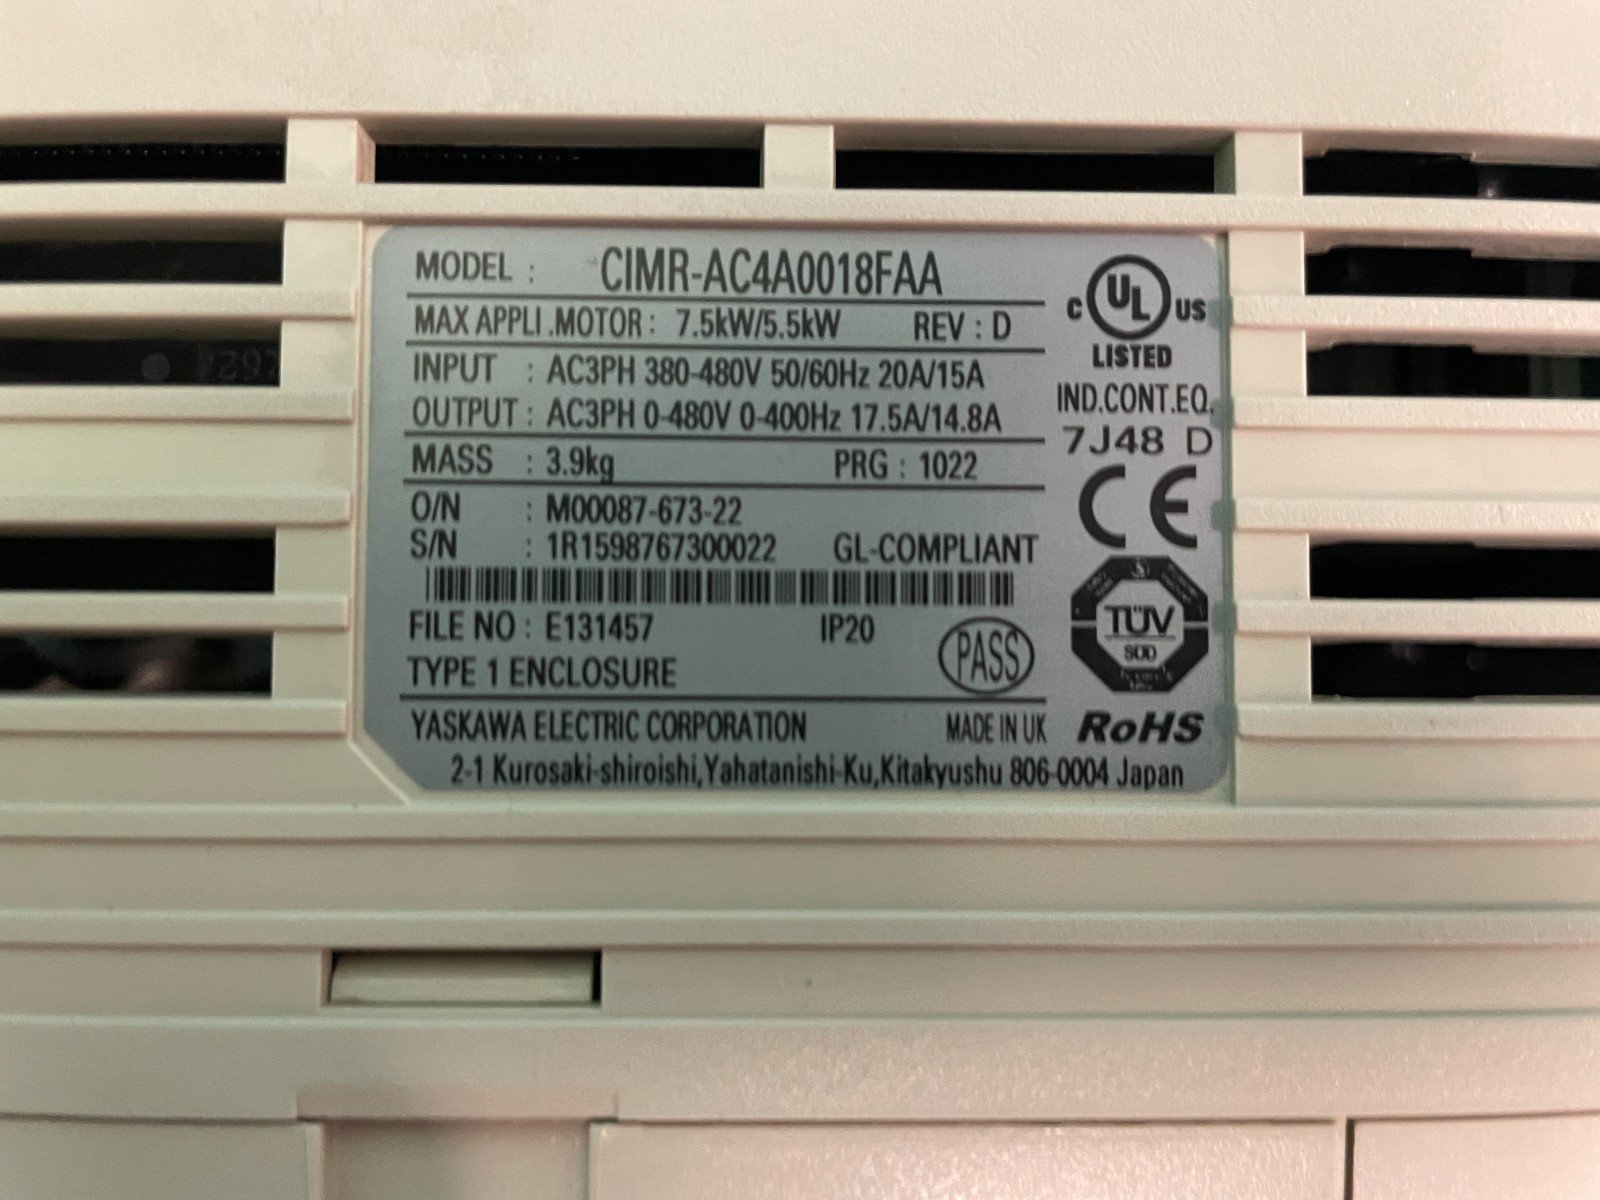 MODEL : CIMR-AC4A0018FAA
MAX APPLI.MOTOR : 7.5kW/5.5kW REV : D
INPUT : AC3PH 380-480V 50/60Hz 20A/15A
OUTPUT : AC3PH 0-480V 0-400Hz 17.5A/14.8A
MASS : 3.9kg PRG : 1022
O/N : M00087-673-22
S/N : 1R1598767300022 GL-COMPLIANT
FILE NO : E131457 IP20
TYPE 1 ENCLOSURE
PASS
YASKAWA ELECTRIC CORPORATION MADE IN UK
2-1 Kurosaki-shiroishi,Yahatanishi-Ku,Kitakyushu 806-0004 Japan
C UL US
LISTED
IND.CONT.EQ.
7J48 D
CE
TÜV
SÜD
RoHS